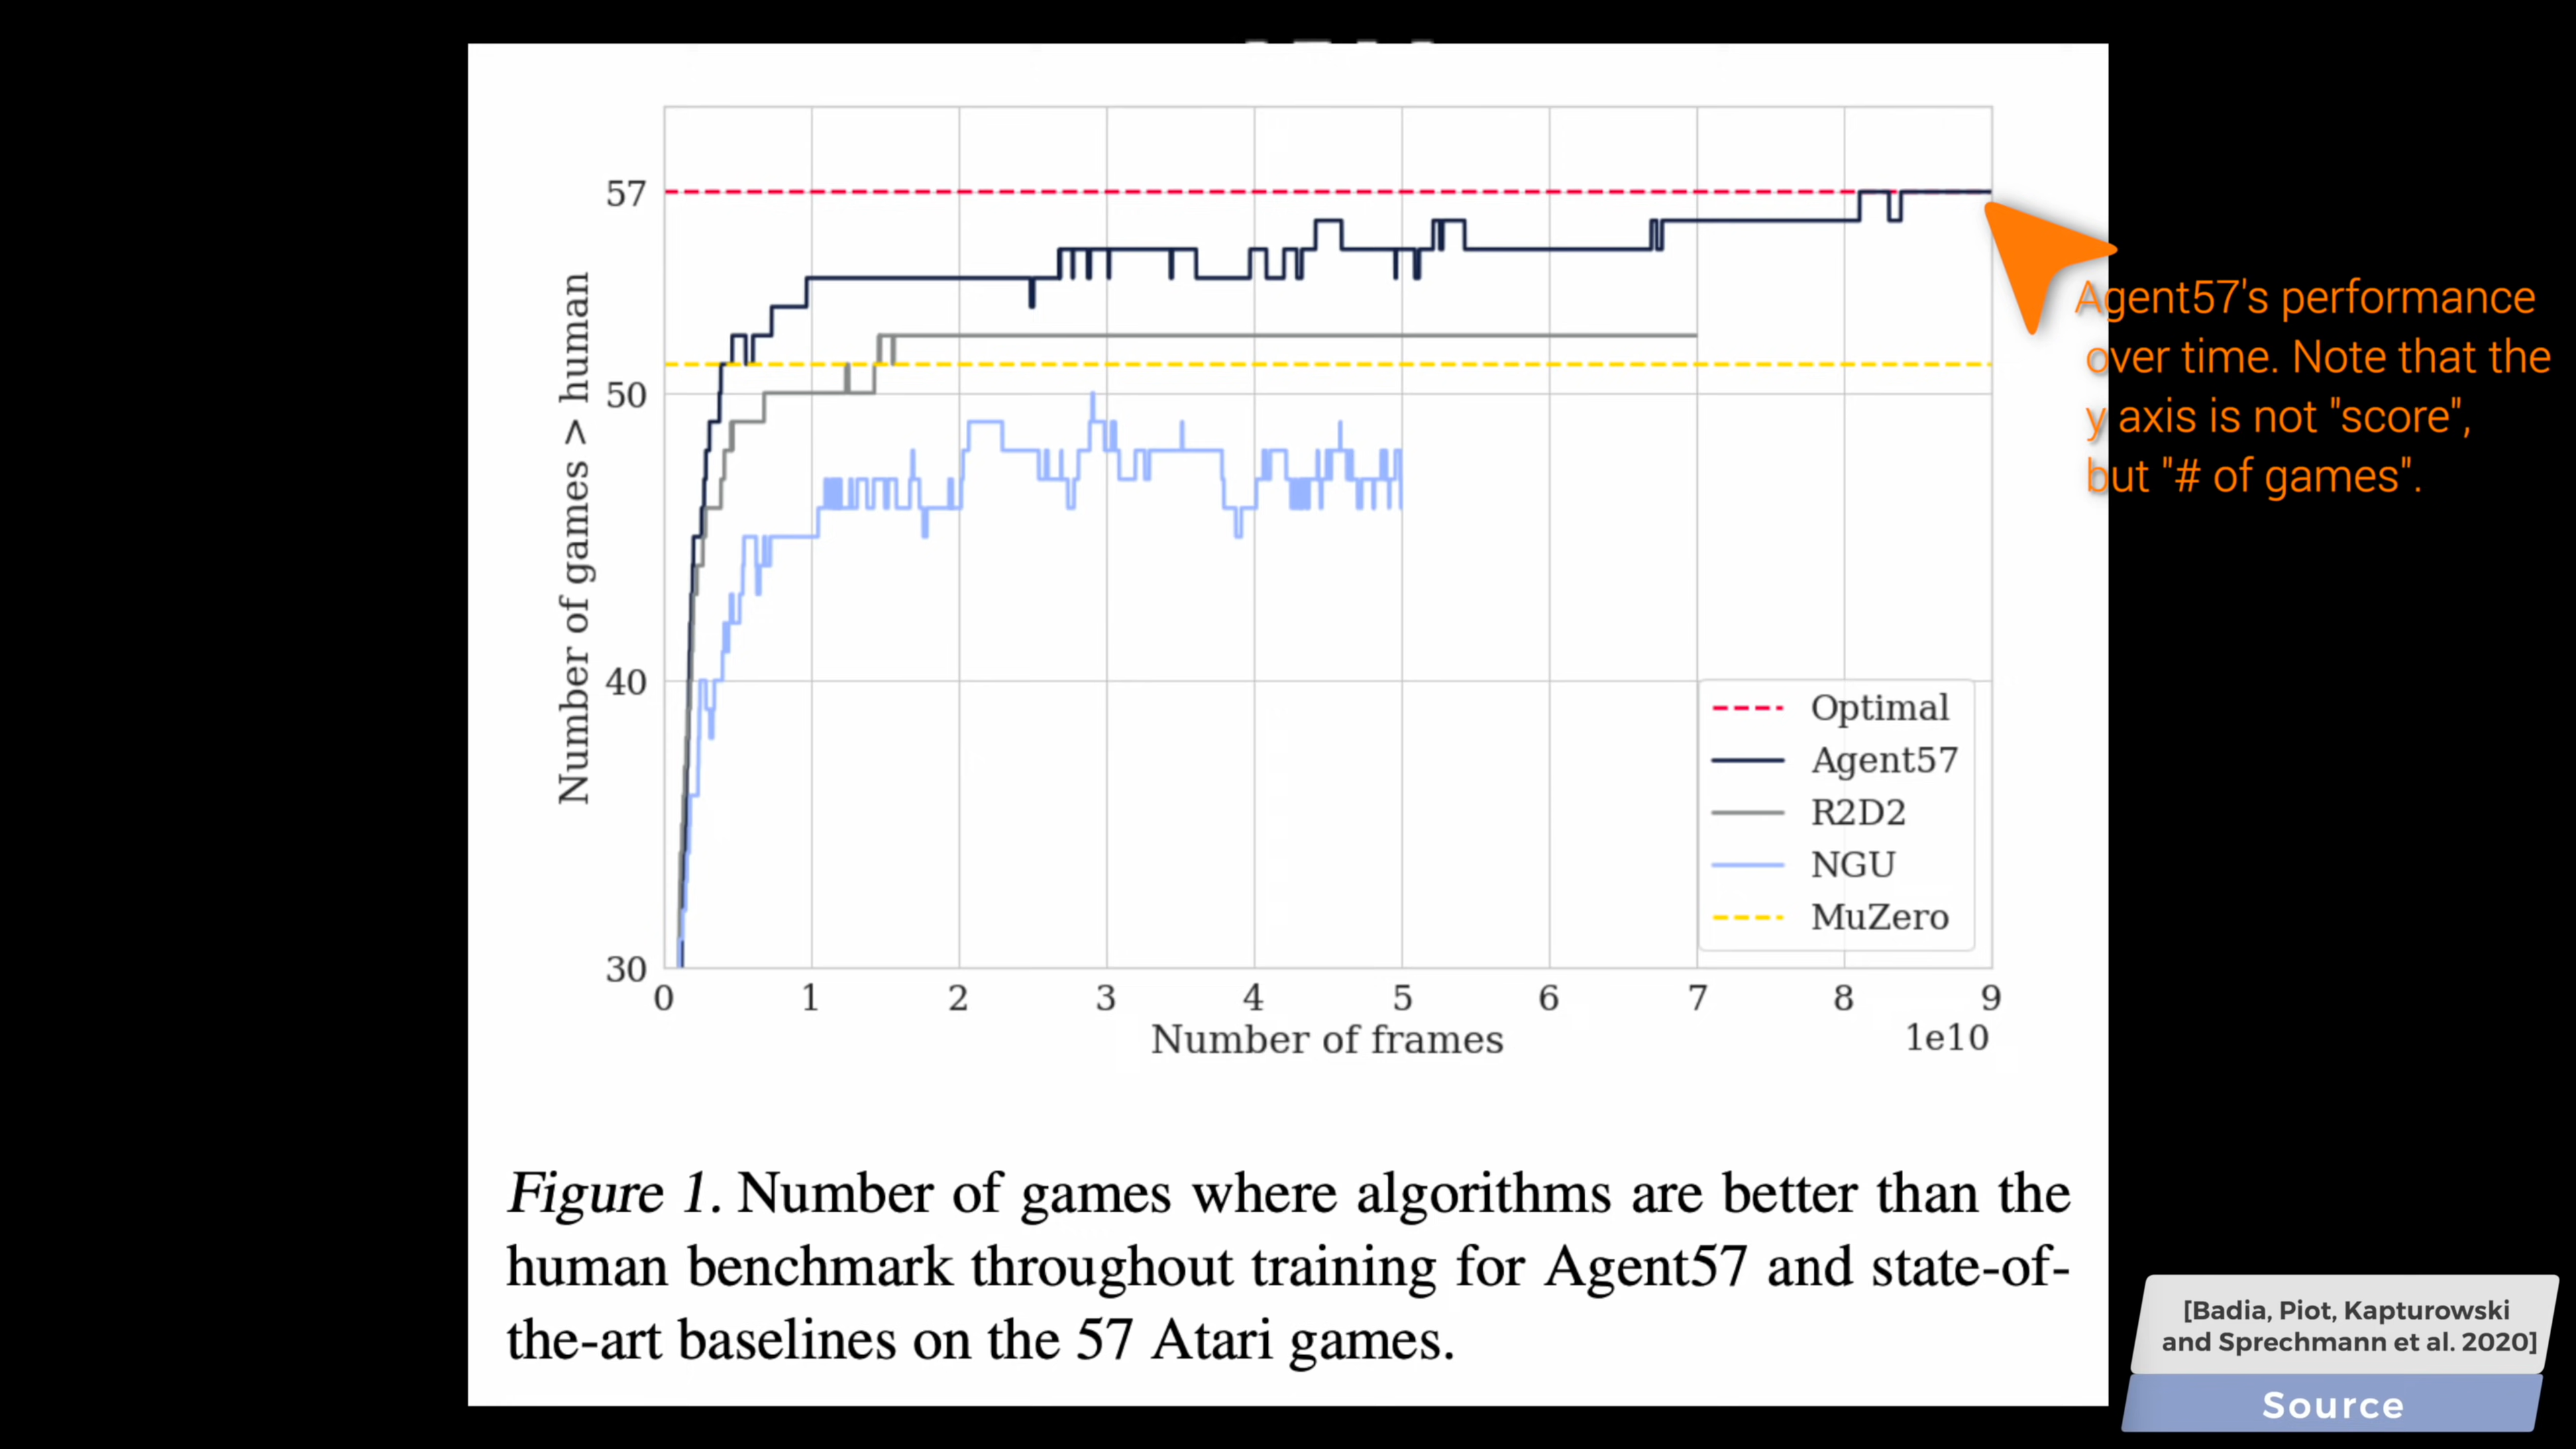 57
50
40
30
Number of games > human
0 1 2 3 4 5 6 7 8 9
Number of frames
1e10
Optimal
Agent57
R2D2
NGU
MuZero
Agent57's performance
over time. Note that the
y axis is not "score",
but "# of games".
Figure 1. Number of games where algorithms are better than the
human benchmark throughout training for Agent57 and state-of-
the-art baselines on the 57 Atari games.
[Badia, Piot, Kapturowski
and Sprechmann et al. 2020]
Source